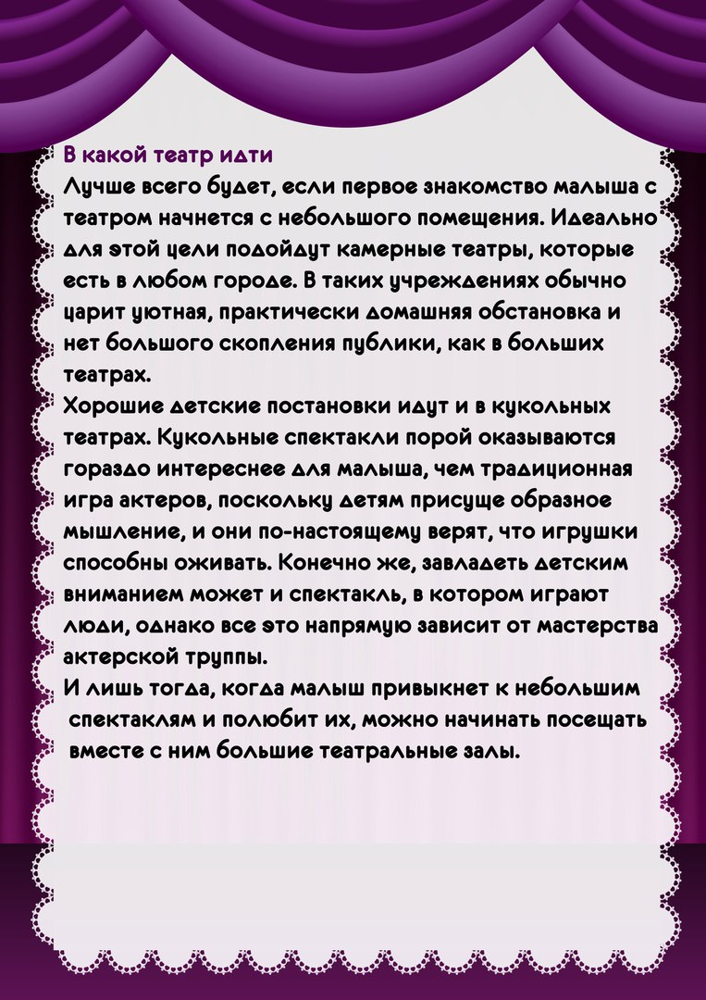 В какой театр идти
Лучше всего будет, если первое знакомство малыша с
театром начнется с небольшого помещения. Идеально
для этой цели подойдут камерные театры, которые
есть в любом городе. В таких учреждениях обычно
царит уютная, практически домашняя обстановка и
нет большого скопления публики, как в больших
театрах.
Хорошие детские постановки идут и в кукольных
театрах. Кукольные спектакли порой оказываются
гораздо интереснее для малыша, чем традиционная
игра актеров, поскольку детям присуще образное
мышление, и они по-настоящему верят, что игрушки
способны оживать. Конечно же, завладеть детским
вниманием может и спектакль, в котором играют
люди, однако все это напрямую зависит от мастерства
актерской труппы.
И лишь тогда, когда малыш привыкнет к небольшим
спектаклям и полюбит их, можно начинать посещать
вместе с ним большие театральные залы.